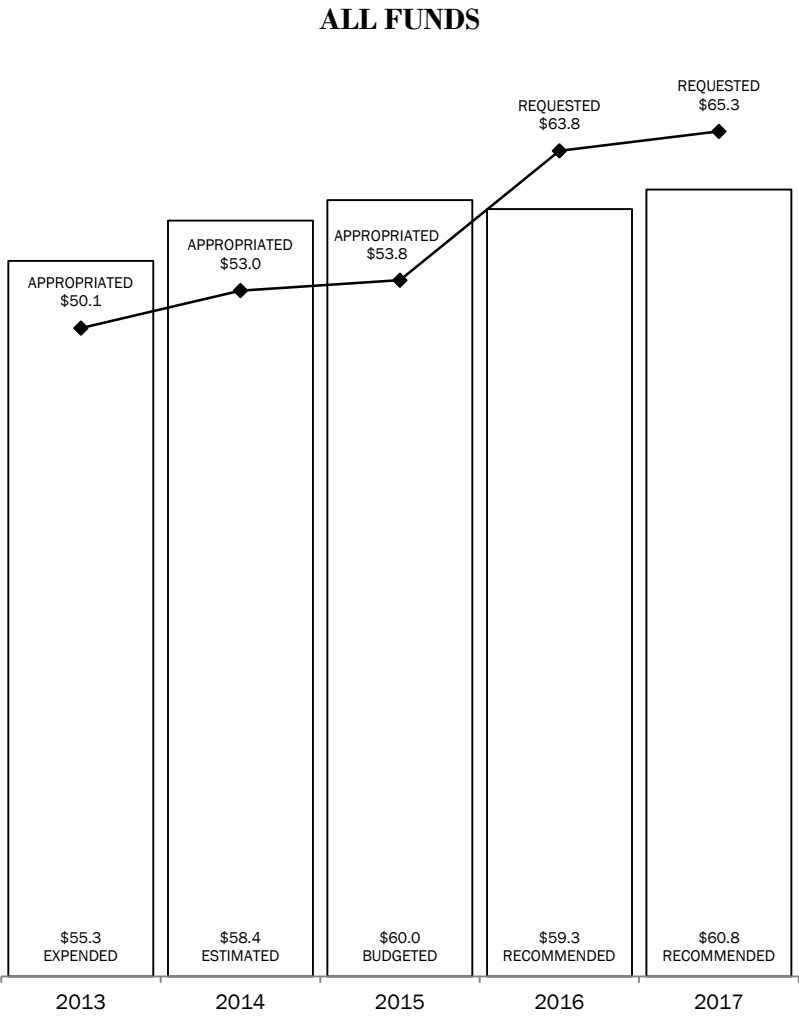 ALL FUNDS
REQUESTED
$65.3
REQUESTED
$63.8
APPROPRIATED
$53.8
APPROPRIATED
$53.0
APPROPRIATED
$50.1
$55.3
EXPENDED
$58.4
ESTIMATED
$60.0
BUDGETED
$59.3
RECOMMENDED
$60.8
RECOMMENDED
2013
2014
2015
2016
2017